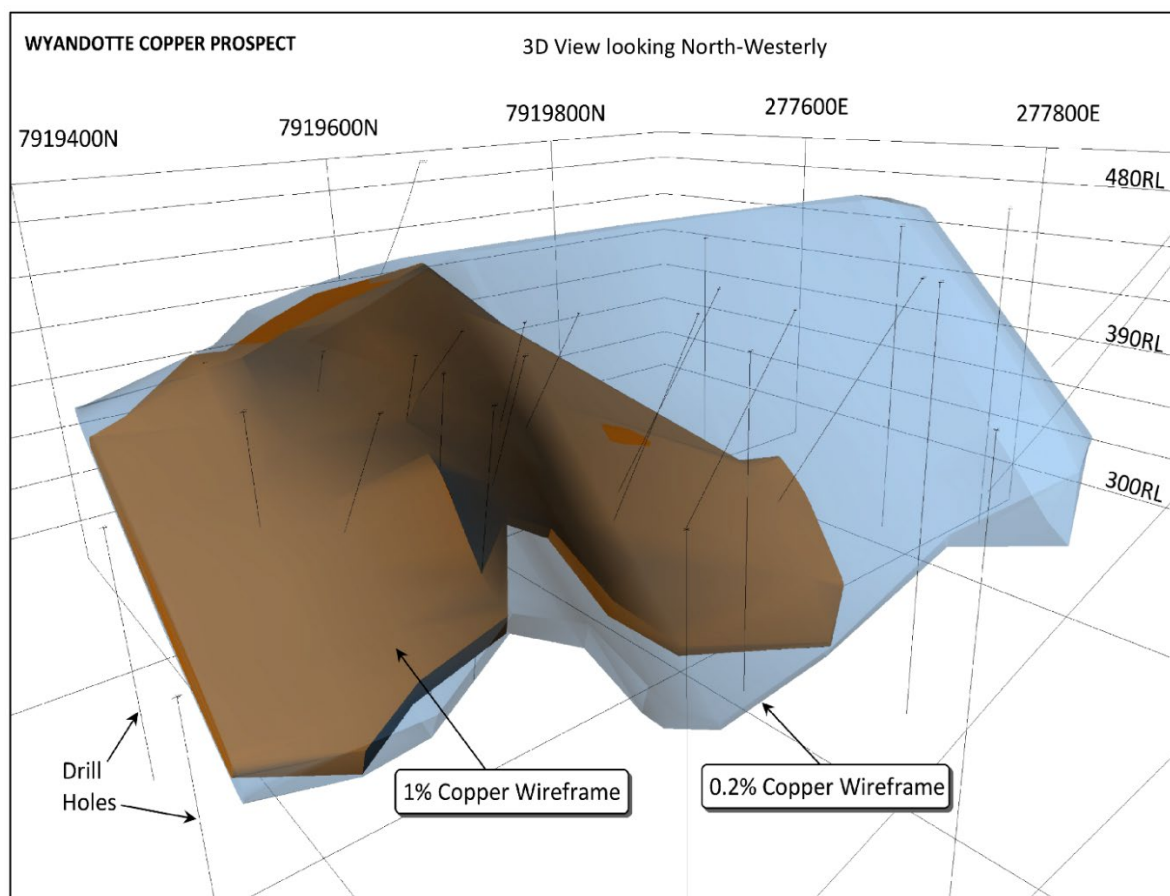 WYANDOTTE COPPER PROSPECT
3D View looking North-Westerly
7919400N
7919600N
7919800N
277600E
277800E
480RL
390RL
300RL
Drill
Holes
1% Copper Wireframe
0.2% Copper Wireframe